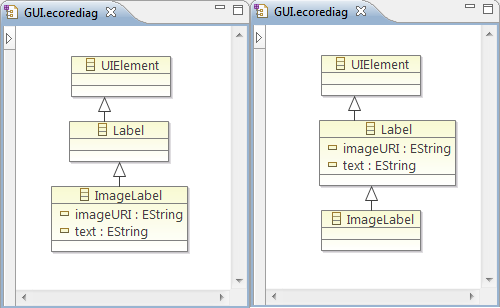 GUI.ecorediag
UIElement
Label
ImageLabel
imageURI : EString
text : EString
GUI.ecorediag
UIElement
Label
imageURI : EString
text : EString
ImageLabel